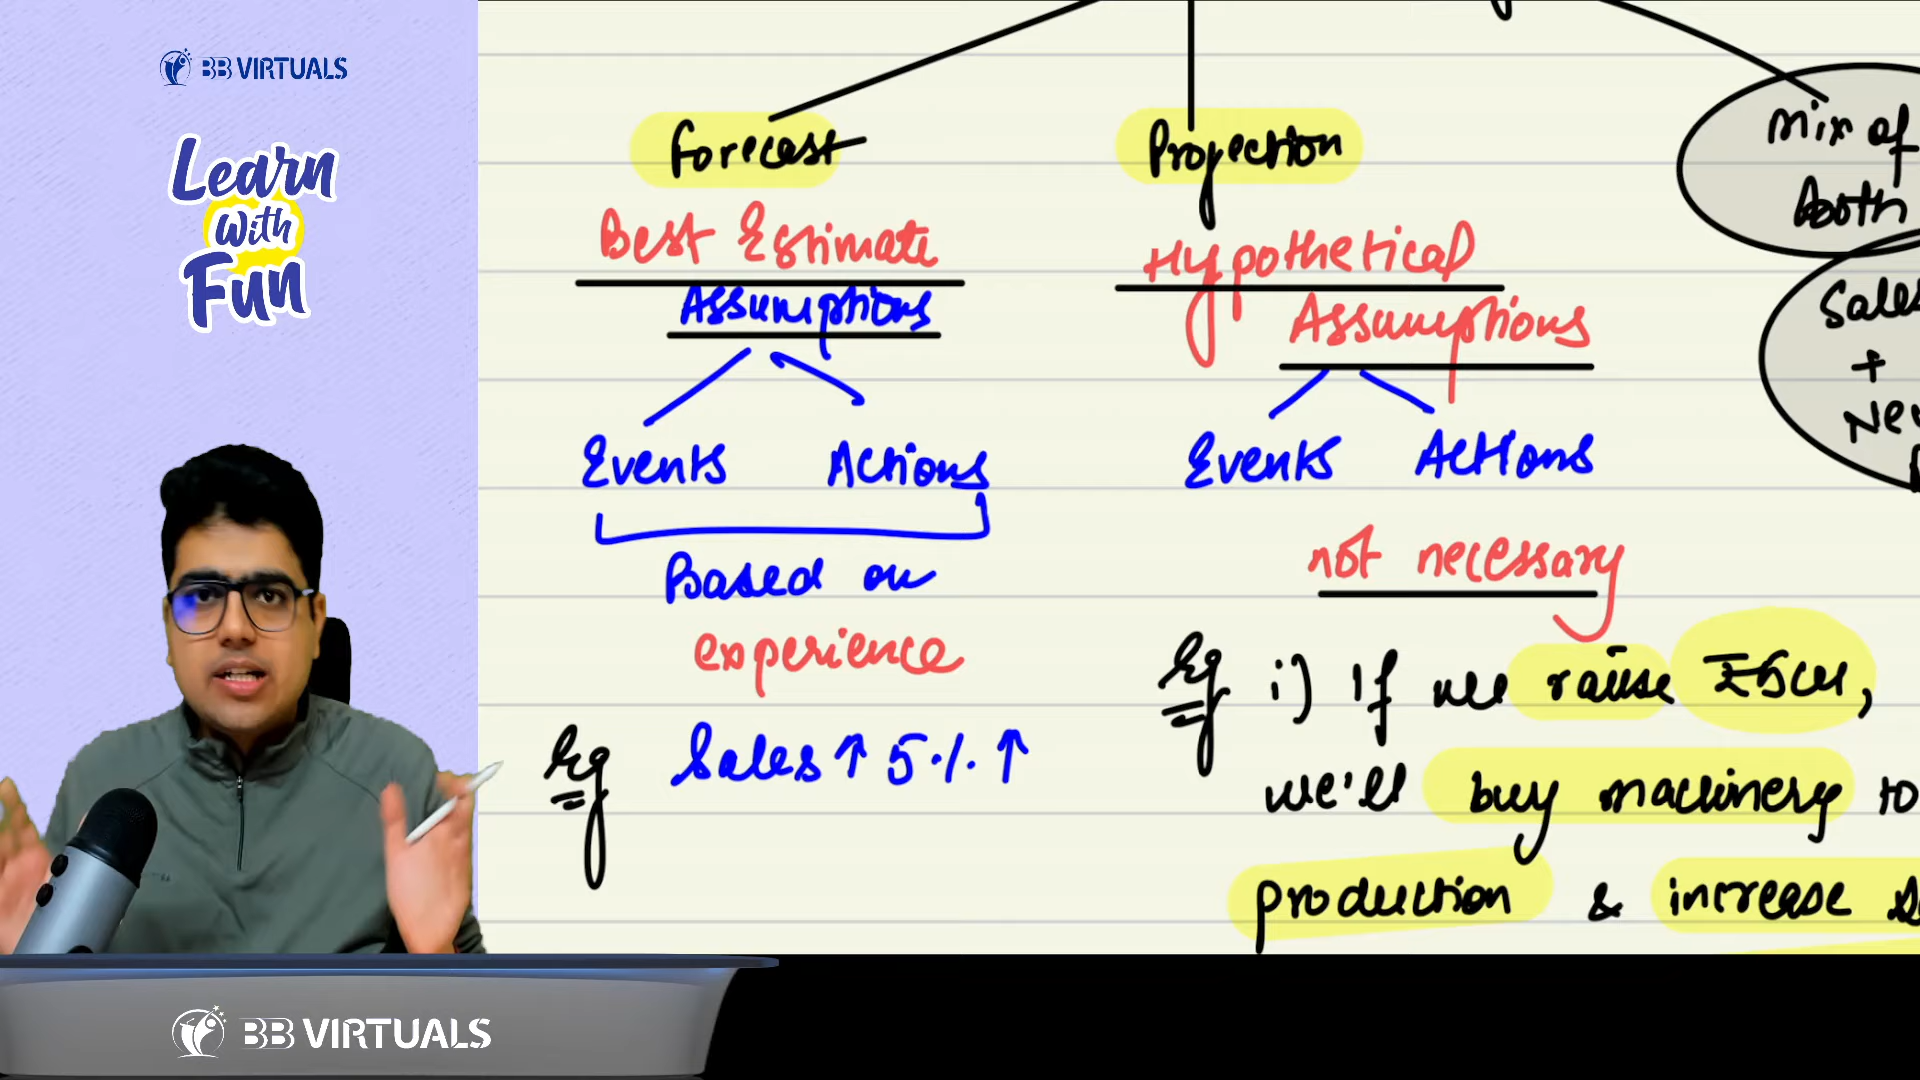 BB VIRTUALS
Learn
With
Fun
Forecast
Best Estimate
Assumptions
Events Actions
Based on
experience
Eg Sales ↑ 5% ↑
Projection
Hypothetical
Assumptions
Events Actions
not necessary
Eg i) If we raise ₹5cr,
we'll buy machinery to
production & increase
Mix of
both
Sales
+
BB VIRTUALS